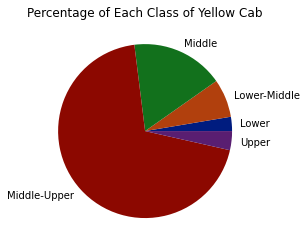 Percentage of Each Class of Yellow Cab
Middle
Lower-Middle
Lower
Upper
Middle-Upper